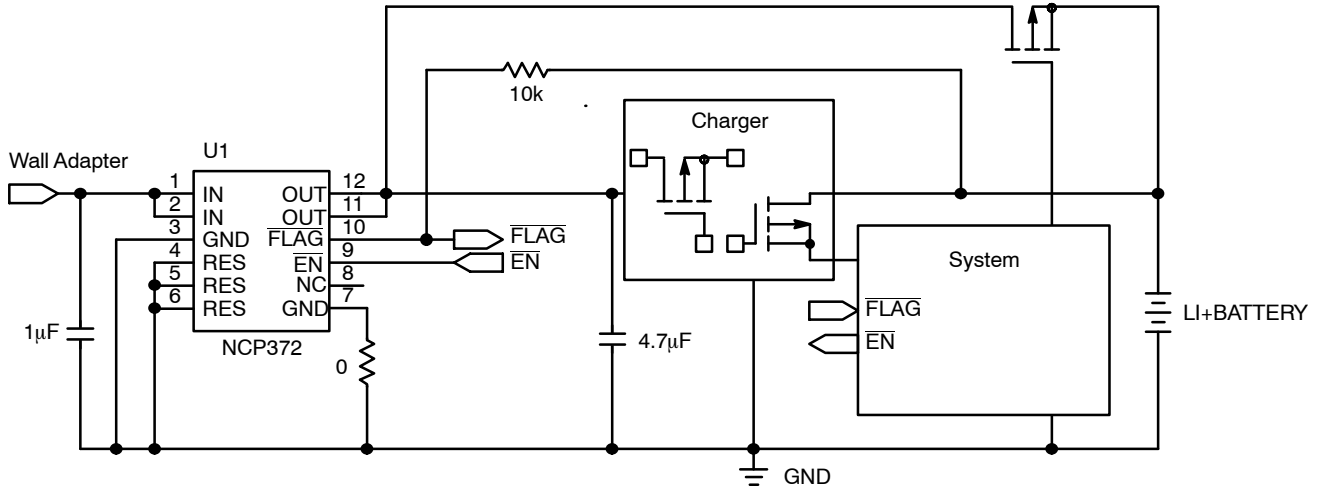 10k
Charger
Wall Adapter
U1
1 IN OUT 12
2 IN OUT 11
3 GND FLAG 10 FLAG
4 RES EN 9 EN
5 RES NC 8
6 RES GND 7
NCP372
System
FLAG
EN
1μF
0
4.7μF
LI+BATTERY
GND